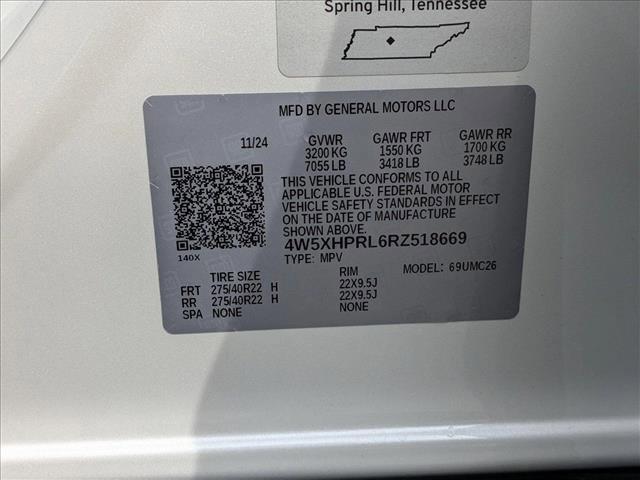 Spring Hill, Tennessee
MFD BY GENERAL MOTORS LLC
11/24 GVWR GAWR FRT GAWR RR
3200 KG 1550 KG 1700 KG
7055 LB 3418 LB 3748 LB
THIS VEHICLE CONFORMS TO ALL
APPLICABLE U.S. FEDERAL MOTOR
VEHICLE SAFETY STANDARDS IN EFFECT
ON THE DATE OF MANUFACTURE
SHOWN ABOVE.
4W5XHPRL6RZ518669
140X TYPE: MPV MODEL: 69UMC26
TIRE SIZE RIM
FRT 275/40R22 H 22X9.5J
RR 275/40R22 H 22X9.5J
SPA NONE NONE